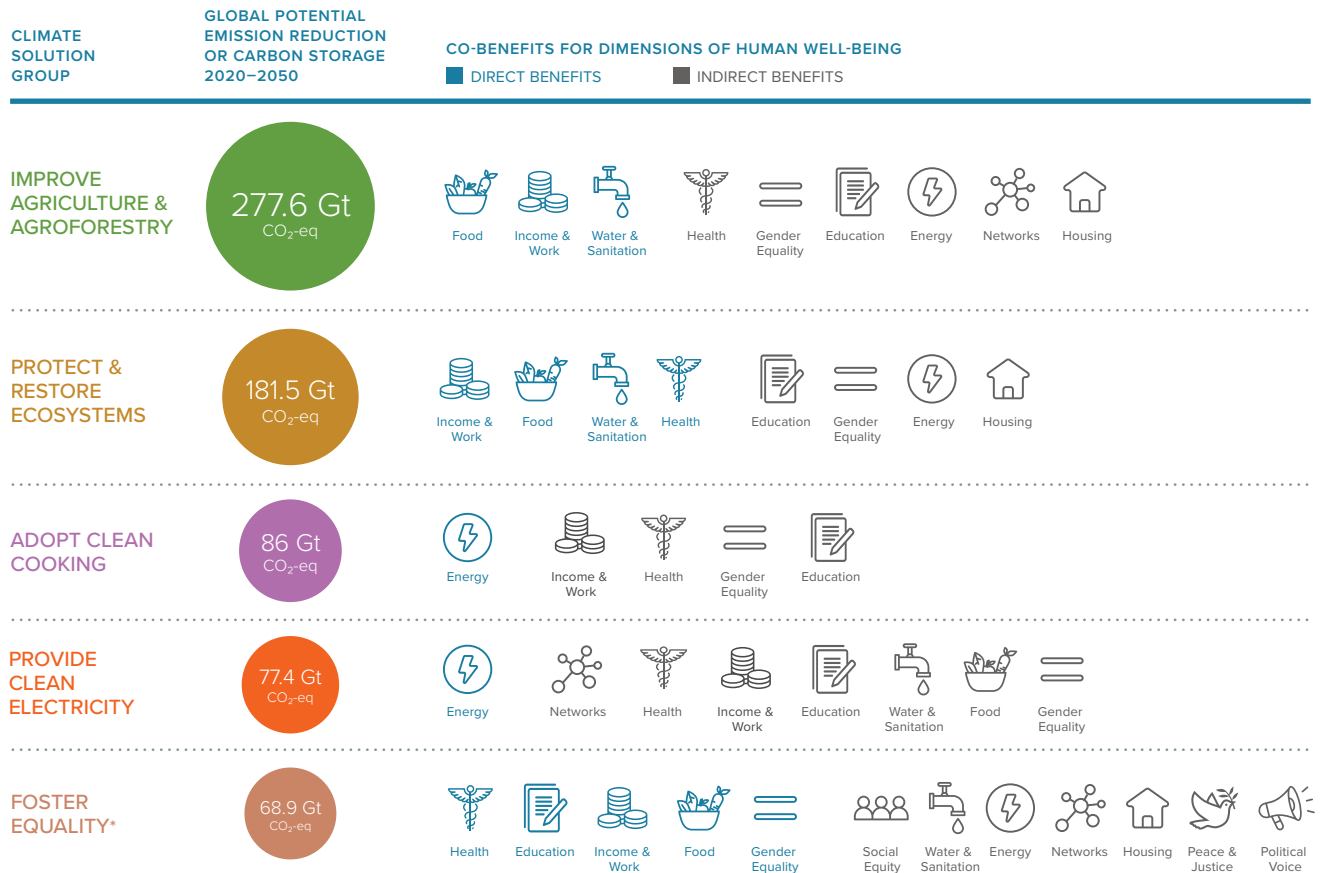 CLIMATE
SOLUTION
GROUP
GLOBAL POTENTIAL
EMISSION REDUCTION
OR CARBON STORAGE
2020–2050
CO-BENEFITS FOR DIMENSIONS OF HUMAN WELL-BEING
DIRECT BENEFITS
INDIRECT BENEFITS
IMPROVE
AGRICULTURE &
AGROFORESTRY
277.6 Gt
CO₂-eq
Food
Income &
Work
Water &
Sanitation
Health
Gender
Equality
Education
Energy
Networks
Housing
PROTECT &
RESTORE
ECOSYSTEMS
181.5 Gt
CO₂-eq
Income &
Work
Food
Water &
Sanitation
Health
Education
Gender
Equality
Energy
Housing
ADOPT CLEAN
COOKING
86 Gt
CO₂-eq
Energy
Income &
Work
Health
Gender
Equality
Education
PROVIDE
CLEAN
ELECTRICITY
77.4 Gt
CO₂-eq
Energy
Networks
Health
Income &
Work
Education
Water &
Sanitation
Food
Gender
Equality
FOSTER
EQUALITY*
68.9 Gt
CO₂-eq
Health
Education
Income &
Work
Food
Gender
Equality
Social
Equity
Water &
Sanitation
Energy
Networks
Housing
Peace &
Justice
Political
Voice